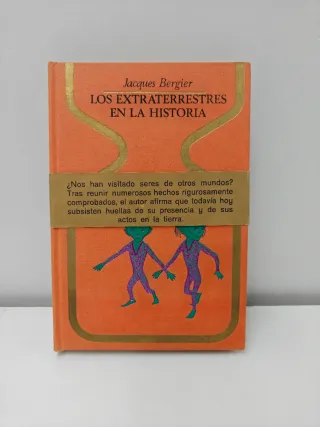 Jacques Bergier
LOS EXTRATERRESTRES
EN LA HISTORIA
¿Nos han visitado seres de otros mundos?
Tras reunir numerosos hechos rigurosamente
comprobados, el autor afirma que todavía hoy
subsisten huellas de su presencia y de sus
actos en la tierra.